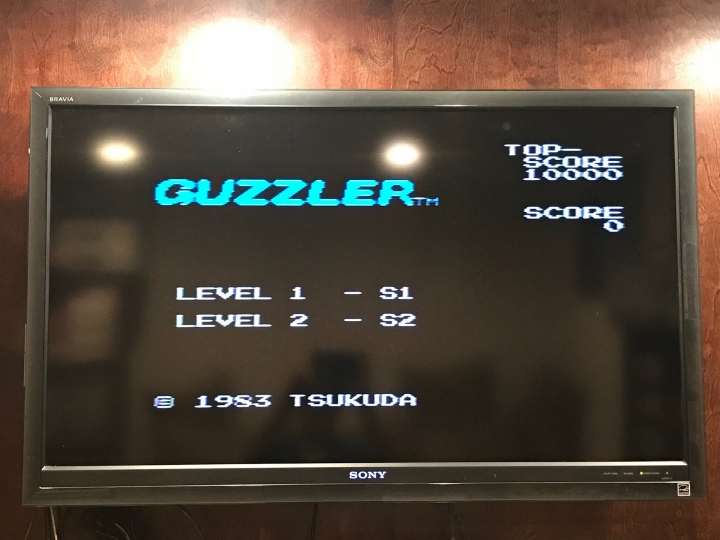 BRAVIA
TOP-
SCORE
10000
GUZZLER TM
SCORE
0
LEVEL 1 - S1
LEVEL 2 - S2
© 1983 TSUKUDA
SONY